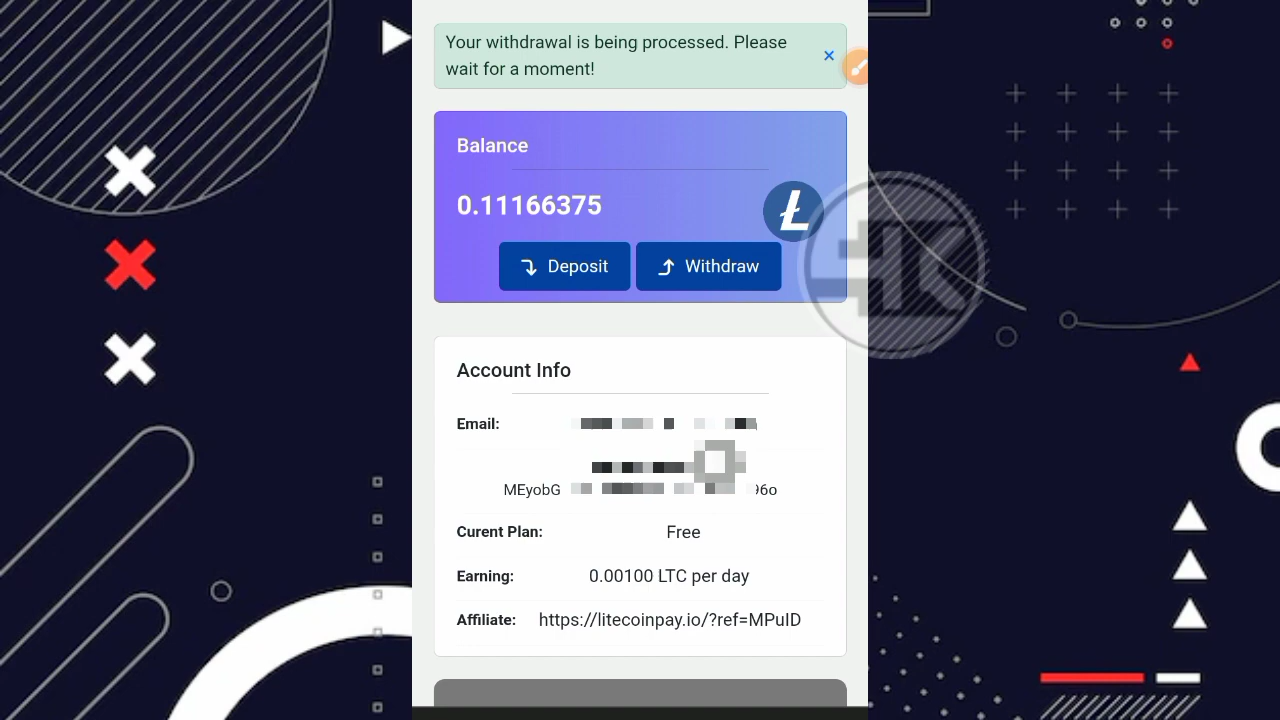 Your withdrawal is being processed. Please
wait for a moment!
×
Balance
0.11166375
Deposit
Withdraw
Account Info
Email:
MEyobG
96o
Curent Plan:
Free
Earning:
0.00100 LTC per day
Affiliate:
https://litecoinpay.io/?ref=MPuID